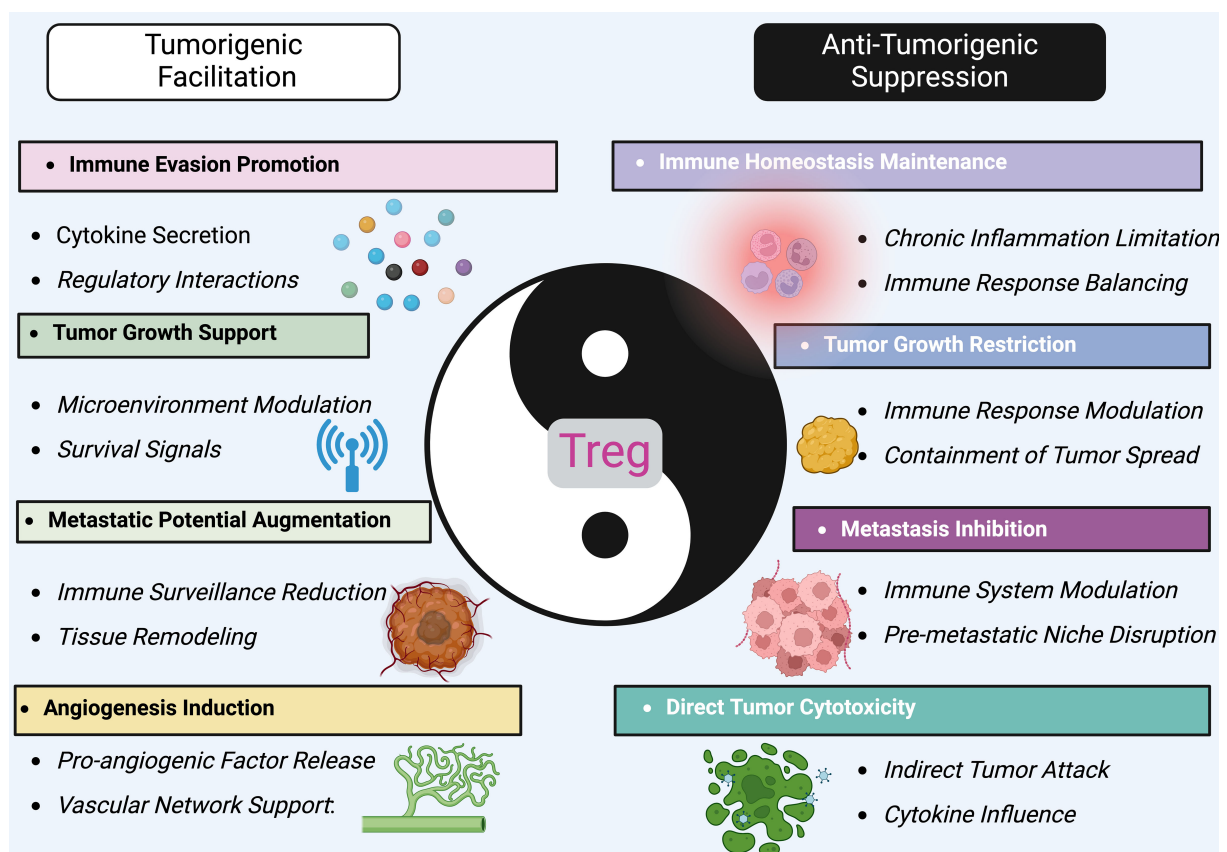 Tumorigenic
Facilitation
• Immune Evasion Promotion
• Cytokine Secretion
• Regulatory Interactions
• Tumor Growth Support
• Microenvironment Modulation
• Survival Signals
• Metastatic Potential Augmentation
• Immune Surveillance Reduction
• Tissue Remodeling
• Angiogenesis Induction
• Pro-angiogenic Factor Release
• Vascular Network Support:
Treg
Anti-Tumorigenic
Suppression
• Immune Homeostasis Maintenance
• Chronic Inflammation Limitation
• Immune Response Balancing
• Tumor Growth Restriction
• Immune Response Modulation
• Containment of Tumor Spread
• Metastasis Inhibition
• Immune System Modulation
• Pre-metastatic Niche Disruption
• Direct Tumor Cytotoxicity
• Indirect Tumor Attack
• Cytokine Influence